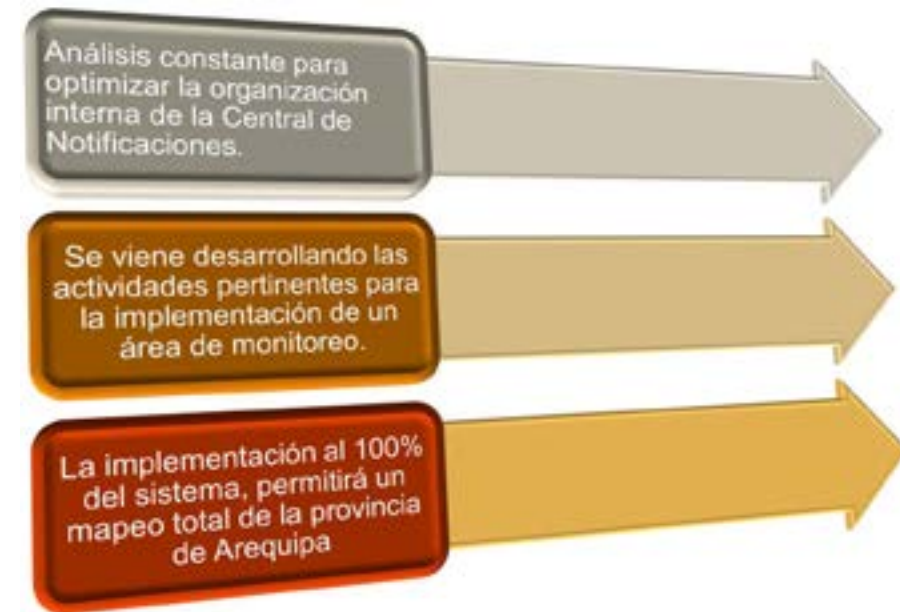 Análisis constante para
optimizar la organización
interna de la Central de
Notificaciones.
Se viene desarrollando las
actividades pertinentes para
la implementación de un
área de monitoreo.
La implementación al 100%
del sistema, permitirá un
mapeo total de la provincia
de Arequipa